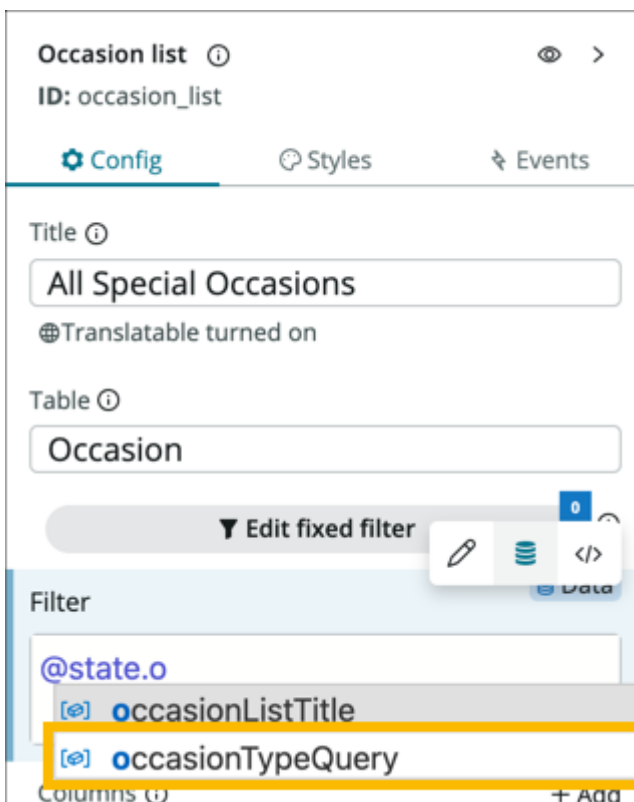 Occasion list
ID: occasion_list
Config Styles Events
Title
All Special Occasions
Translatable turned on
Table
Occasion
0
Edit fixed filter
</>
Filter Data
@state.o
occasionListTitle
occasionTypeQuery
Columns + Add